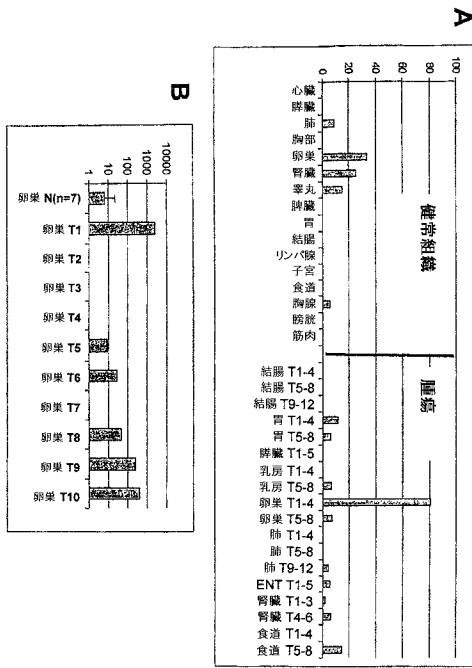 A
0 20 40 60 80 100
心臓
膵臓
肺
胸部
卵巣
腎臓
睾丸
脾臓
胃
結腸
リンパ腺
子宮
食道
胸腺
膀胱
筋肉
健常組織
結腸 T1-4
結腸 T5-8
結腸 T9-12
胃 T1-4
胃 T5-8
膵臓 T1-5
乳房 T1-4
乳房 T5-8
卵巣 T1-4
卵巣 T5-8
肺 T1-4
肺 T5-8
肺 T9-12
ENT T1-5
腎臓 T1-3
腎臓 T4-6
食道 T1-4
食道 T5-8
腫瘍
B
1 10 100 1000 10000
卵巣 N(n=7)
卵巣 T1
卵巣 T2
卵巣 T3
卵巣 T4
卵巣 T5
卵巣 T6
卵巣 T7
卵巣 T8
卵巣 T9
卵巣 T10